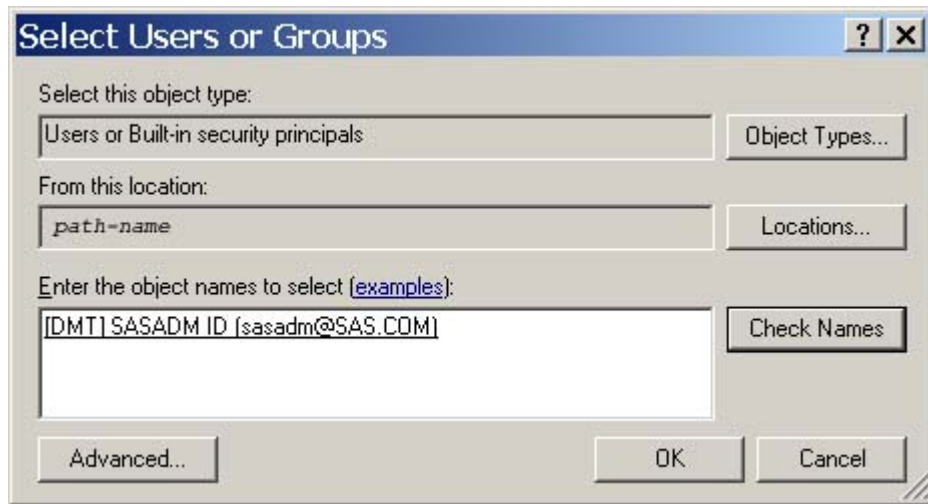 Select Users or Groups
Select this object type:
Users or Built-in security principals
Object Types...
From this location:
path-name
Locations...
Enter the object names to select (examples):
[DMT] SASADM ID (sasadm@SAS.COM)
Check Names
Advanced...
OK
Cancel